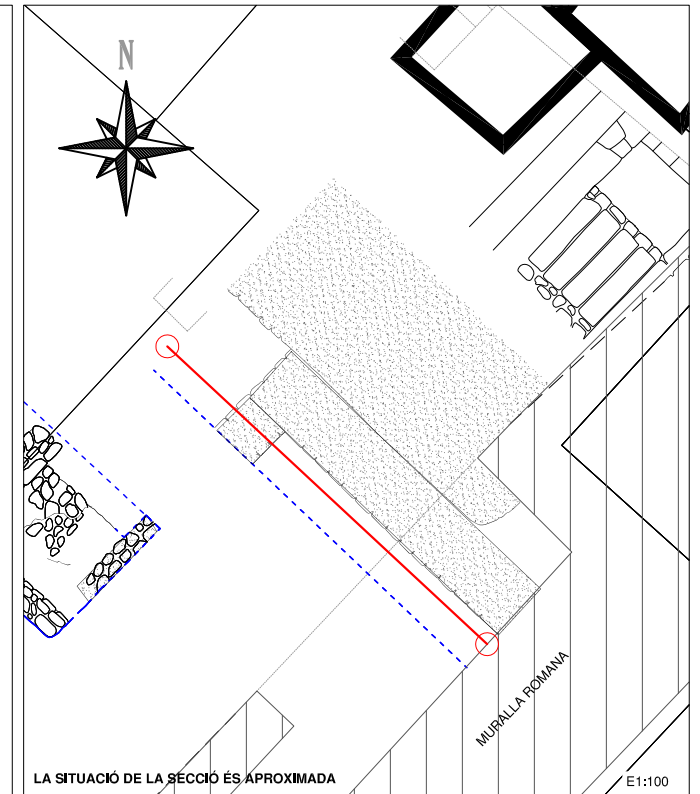 N
MURALLA ROMANA
LA SITUACIÓ DE LA SECCIÓ ÉS APROXIMADA
E1:100